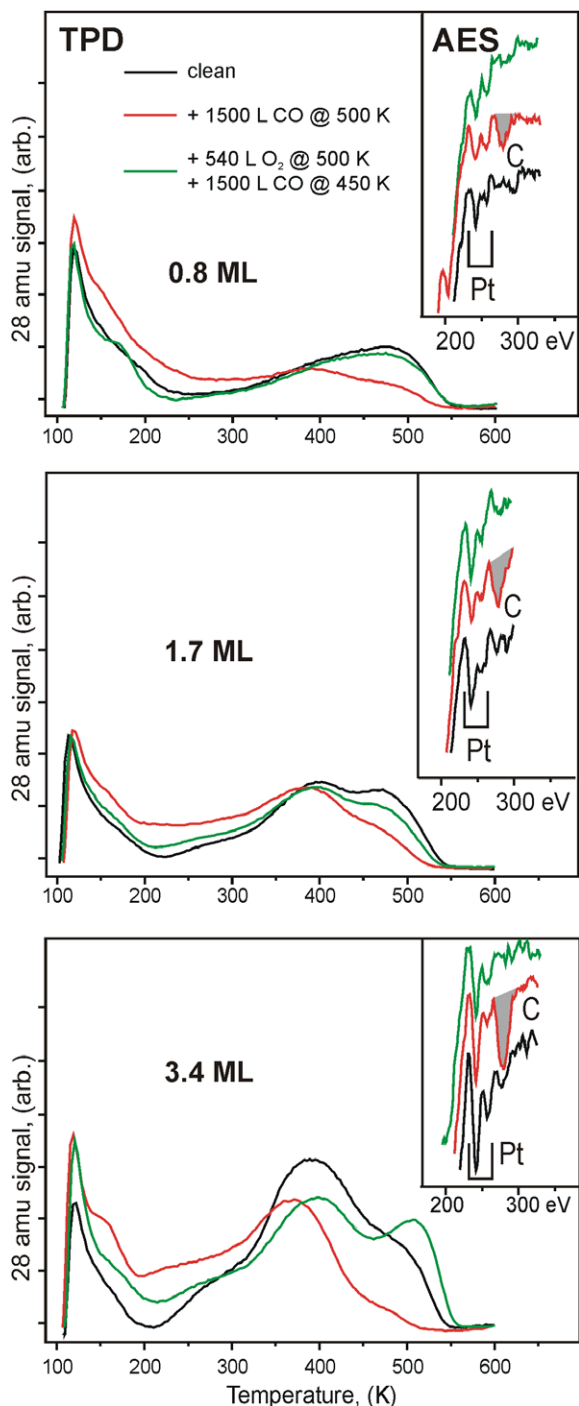 TPD
AES
clean
+ 1500 L CO @ 500 K
+ 540 L O₂ @ 500 K
+ 1500 L CO @ 450 K
28 amu signal, (arb.)
0.8 ML
C
Pt
200 300 eV
100 200 300 400 500 600
28 amu signal, (arb.)
1.7 ML
C
Pt
200 300 eV
100 200 300 400 500 600
28 amu signal, (arb.)
3.4 ML
C
Pt
200 300 eV
100 200 300 400 500 600
Temperature, (K)